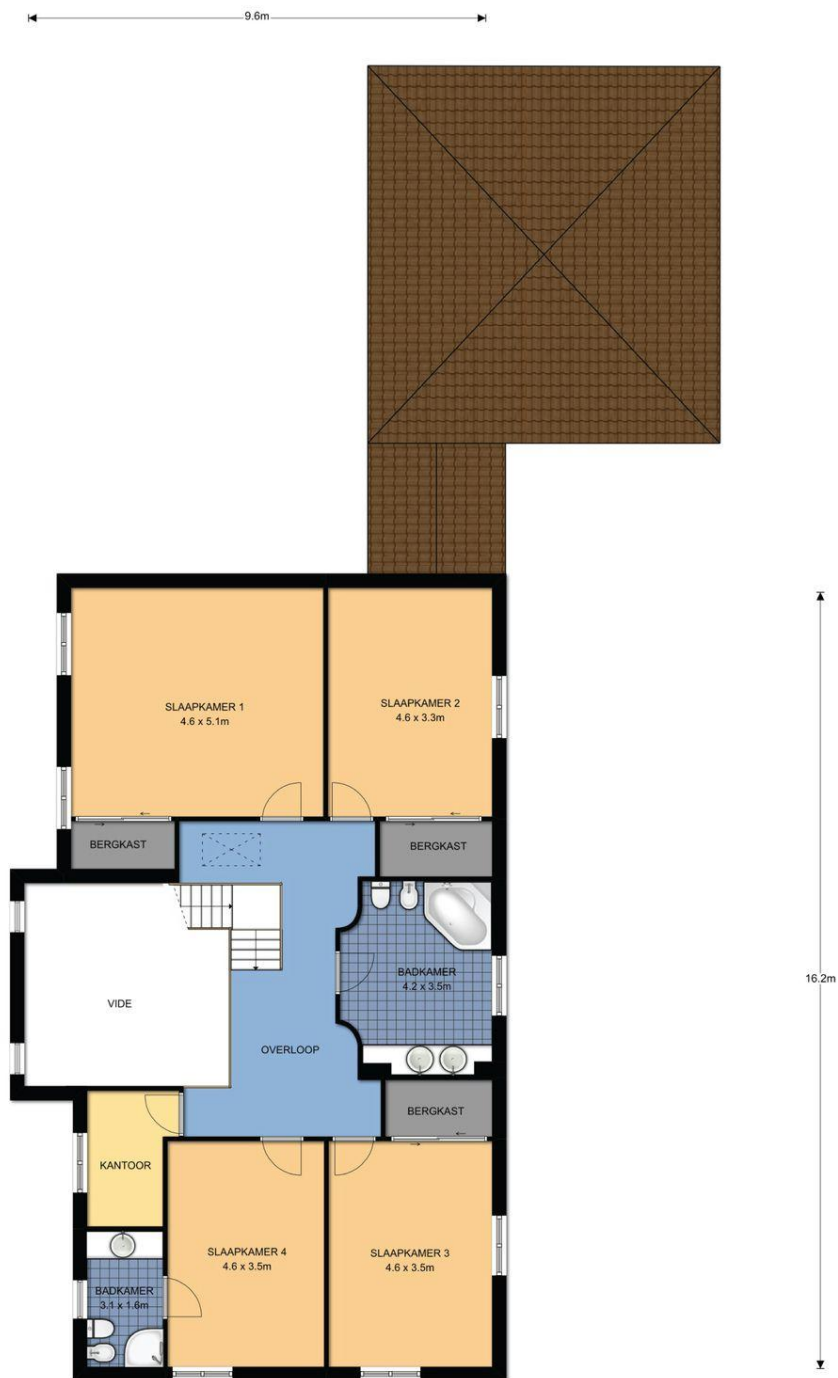 9.6m
SLAAPKAMER 1
4.6 x 5.1m
SLAAPKAMER 2
4.6 x 3.3m
BERGKAST
BERGKAST
BADKAMER
4.2 x 3.5m
16.2m
VIDE
OVERLOOP
BERGKAST
KANTOOR
SLAAPKAMER 4
4.6 x 3.5m
SLAAPKAMER 3
4.6 x 3.5m
BADKAMER
3.1 x 1.6m